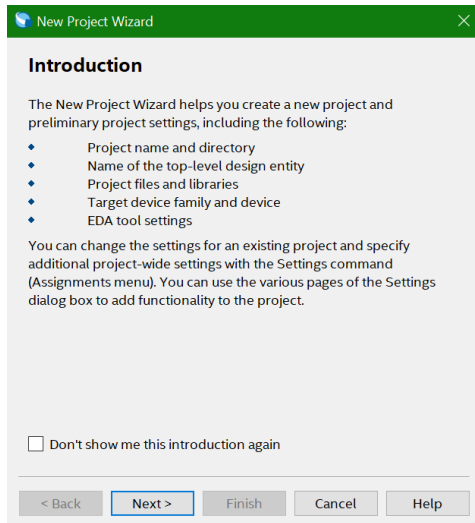 New Project Wizard
Introduction
The New Project Wizard helps you create a new project and
preliminary project settings, including the following:
Project name and directory
Name of the top-level design entity
Project files and libraries
Target device family and device
EDA tool settings
You can change the settings for an existing project and specify
additional project-wide settings with the Settings command
(Assignments menu). You can use the various pages of the Settings
dialog box to add functionality to the project.
Don't show me this introduction again
< Back Next > Finish Cancel Help